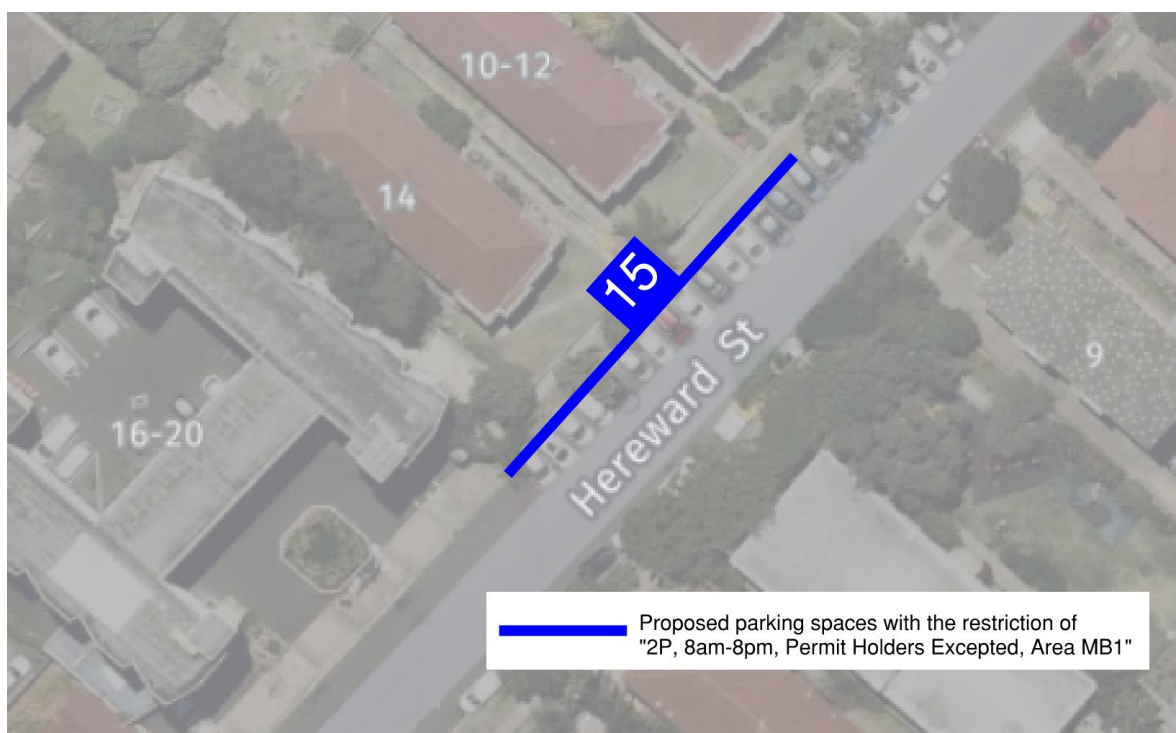 10-12
14
15
9
16-20
Hereward St
Proposed parking spaces with the restriction of
"2P, 8am-8pm, Permit Holders Excepted, Area MB1"